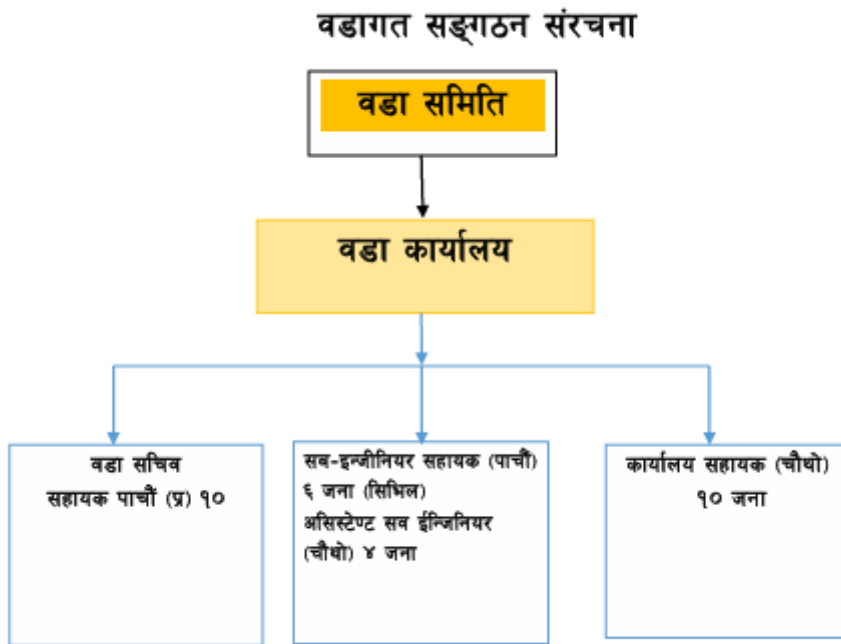 वडागत सङ्गठन संरचना
वडा समिति
वडा कार्यालय
वडा सचिव
सहायक पाचौं (प्र) १०
सब-इन्जीनियर सहायक (पाचौं)
६ जना (सिभिल)
असिस्टेण्ट सव ईन्जिनियर
(चौथो) ४ जना
कार्यालय सहायक (चौथो)
१० जना